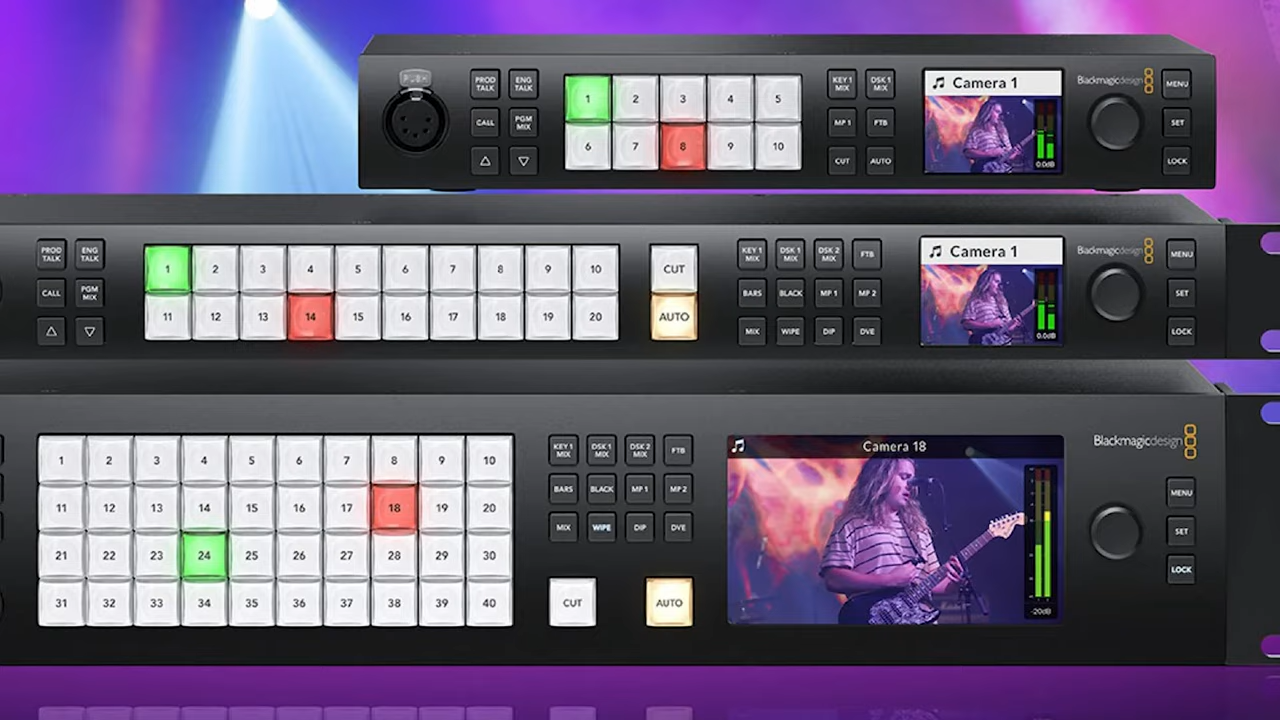 PUSH
PROD TALK
ENG TALK
CALL
PGM MIX
1 2 3 4 5
6 7 8 9 10
KEY 1 MIX
DSK 1 MIX
MP 1
FTB
CUT
AUTO
Camera 1
0.0dB
Blackmagicdesign
MENU
SET
LOCK
PROD TALK
ENG TALK
CALL
PGM MIX
1 2 3 4 5 6 7 8 9 10
11 12 13 14 15 16 17 18 19 20
CUT
AUTO
KEY 1 MIX
DSK 1 MIX
DSK 2 MIX
FTB
BARS
BLACK
MP 1
MP 2
MIX
WIPE
DIP
DVE
Camera 1
0.0dB
Blackmagicdesign
MENU
SET
LOCK
1 2 3 4 5 6 7 8 9 10
11 12 13 14 15 16 17 18 19 20
21 22 23 24 25 26 27 28 29 30
31 32 33 34 35 36 37 38 39 40
KEY 1 MIX
DSK 1 MIX
DSK 2 MIX
FTB
BARS
BLACK
MP 1
MP 2
MIX
WIPE
DIP
DVE
CUT
AUTO
Camera 18
-20dB
Blackmagicdesign
MENU
SET
LOCK